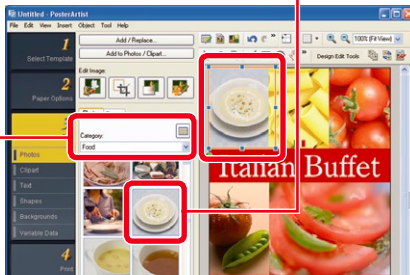 Untitled - PosterArtist
File Edit View Insert Object Tool Help
1
Select Template
Add / Replace...
Add to Photos / Clipart...
100% (Fit View)
Design Edit Tools
Edit Image:
2
Paper Options
3
Category:
Food
Photos
Clipart
Text
Shapes
Backgrounds
Variable Data
4
Print
Italian Buffet